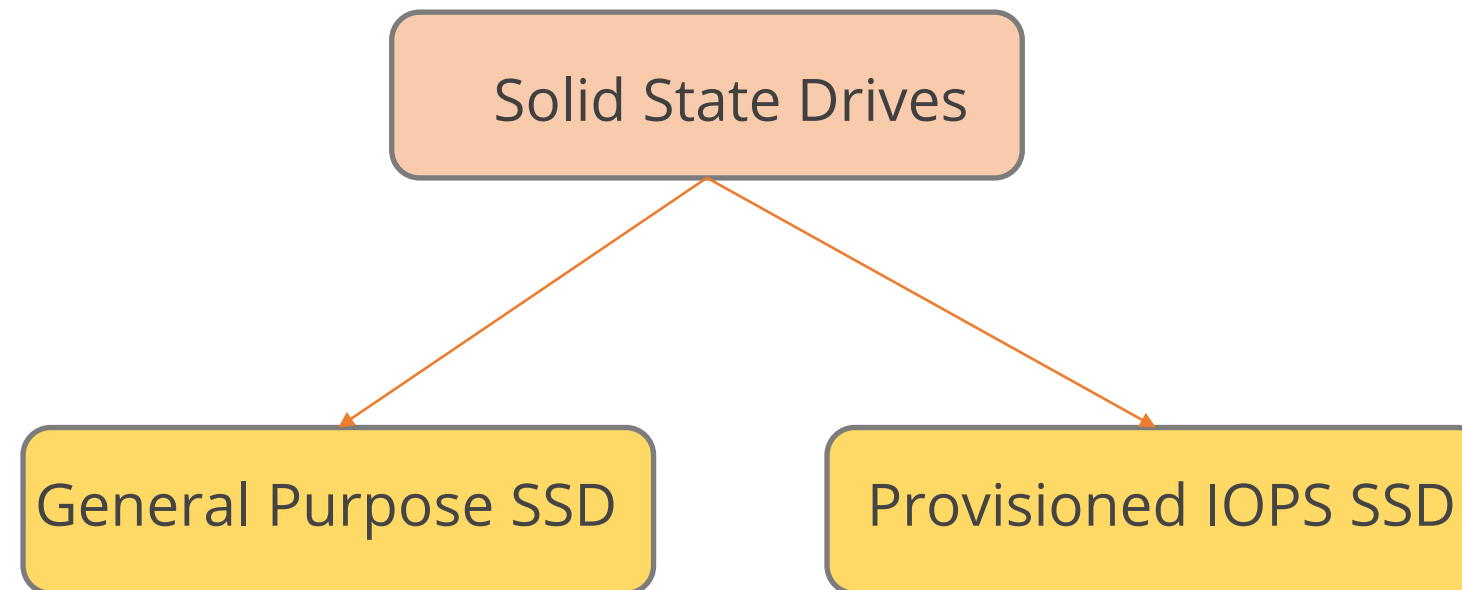 Solid State Drives
General Purpose SSD
Provisioned IOPS SSD